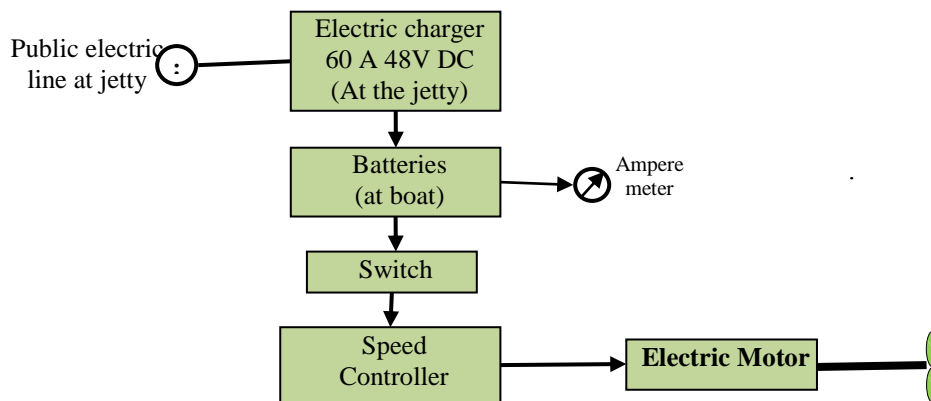 Public electric
line at jetty
:
Electric charger
60 A 48V DC
(At the jetty)
Batteries
(at boat)
Ampere
meter
.
Switch
Speed
Controller
Electric Motor